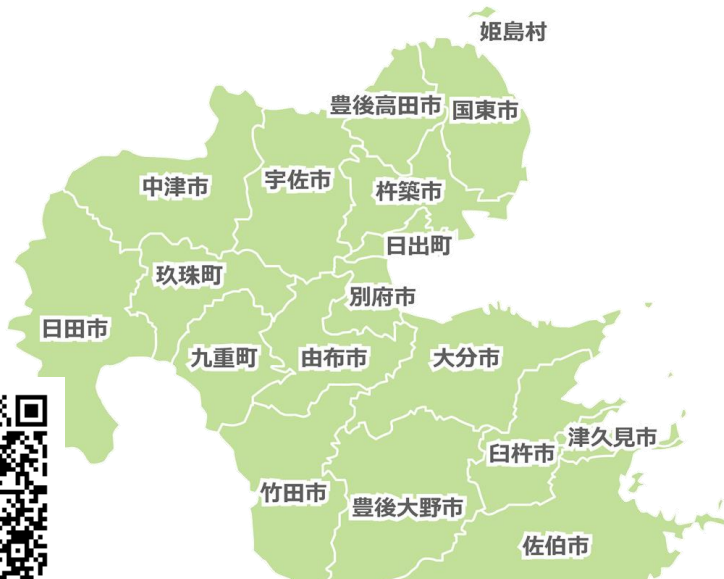 姫島村
豊後高田市
国東市
中津市
宇佐市
杵築市
日出町
玖珠町
別府市
日田市
九重町
由布市
大分市
津久見市
臼杵市
竹田市
豊後大野市
佐伯市